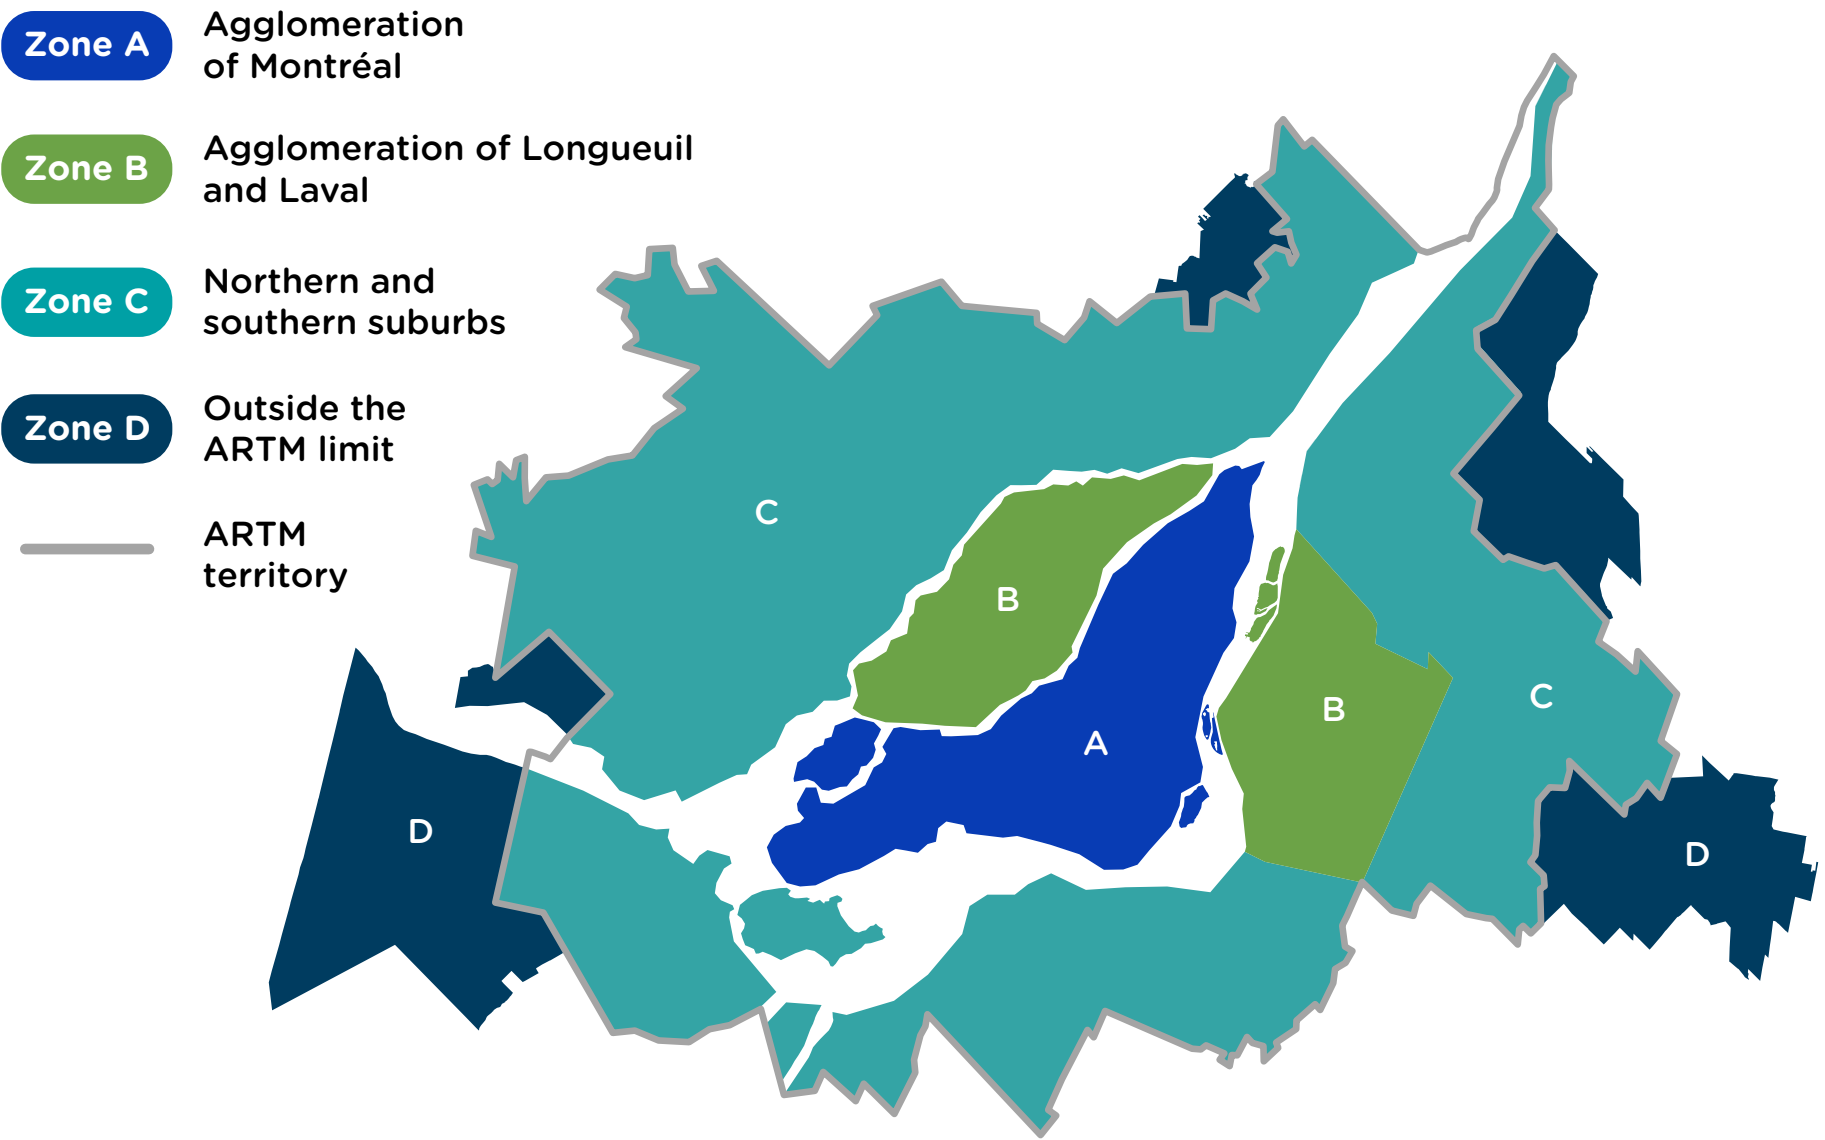 Zone A
Agglomeration
of Montréal
Zone B
Agglomeration of Longueuil
and Laval
Zone C
Northern and
southern suburbs
Zone D
Outside the
ARTM limit
ARTM
territory
C
B
A
B
C
D
D